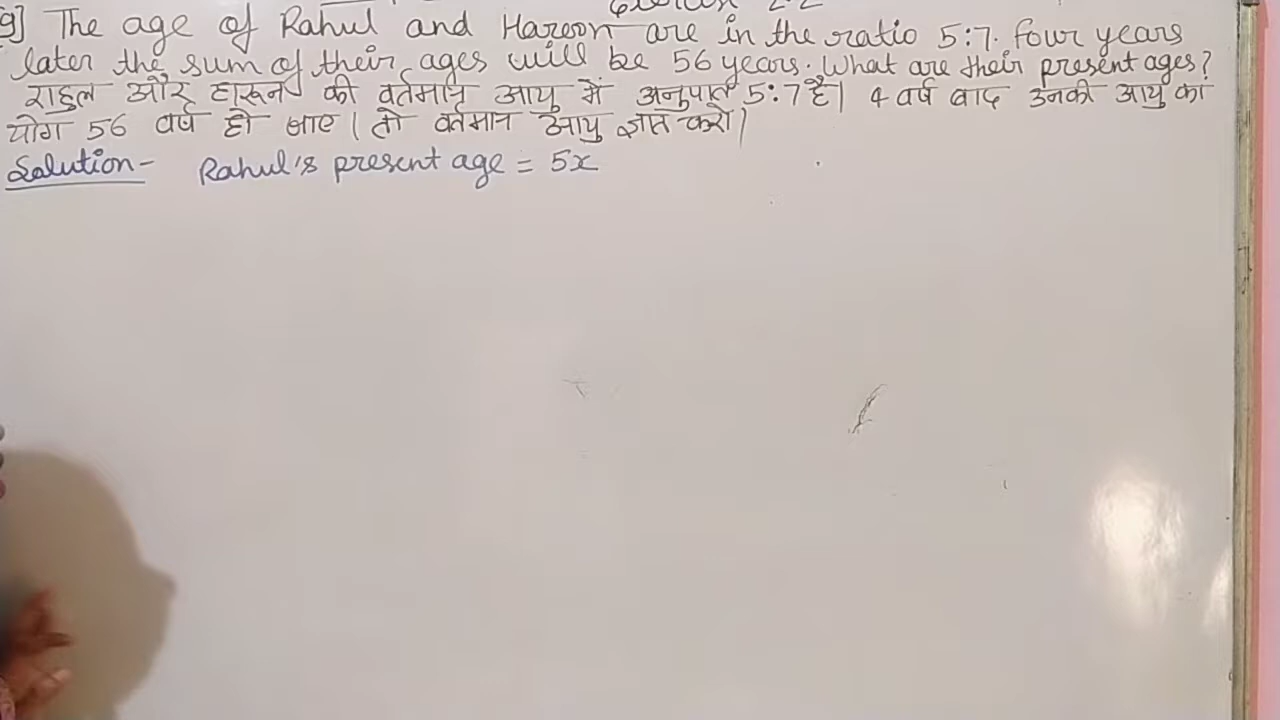 9] The age of Rahul and Haroon are in the ratio 5:7. four years
later the sum of their ages will be 56 years. What are their present ages?
राहुल और हारून की वर्तमान आयु में अनुपात 5:7 है। 4 वर्ष बाद उनकी आयु का
योग 56 वर्ष हो जाए। तो वर्तमान आयु ज्ञात करो।
Solution- Rahul's present age = 5x